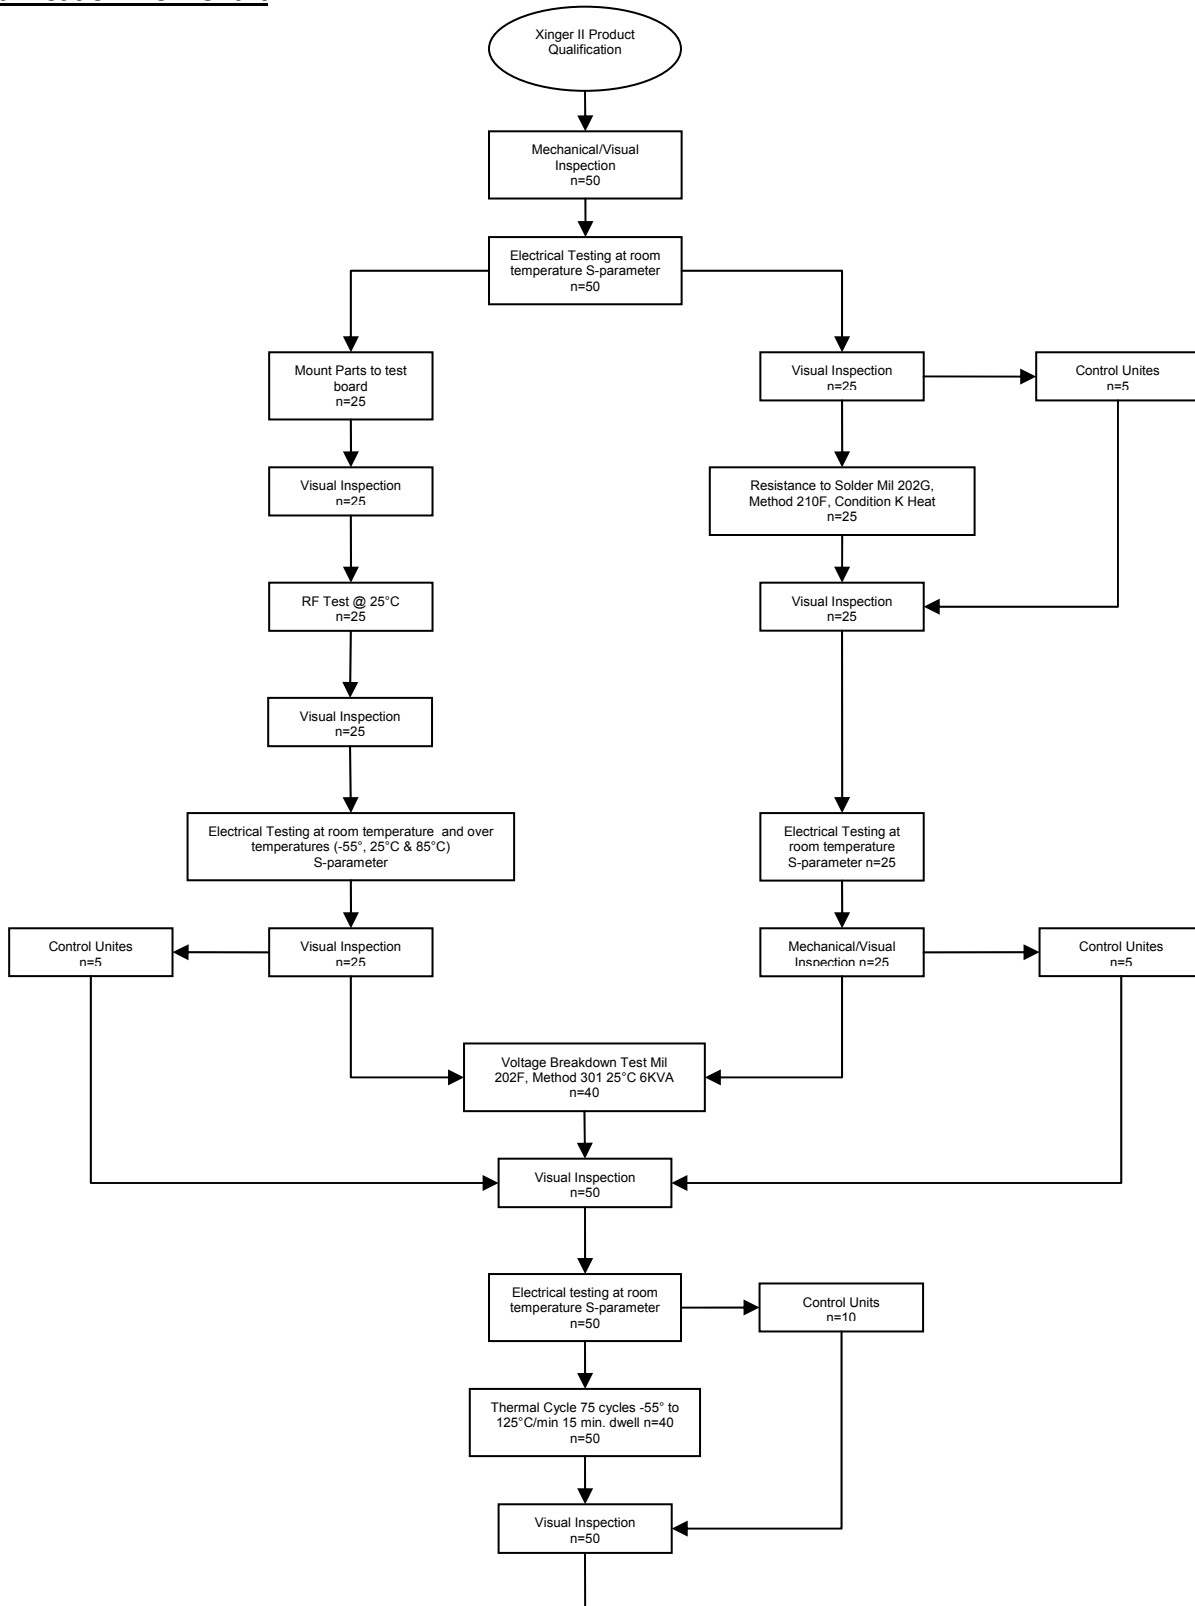 Xinger II Product
Qualification
Mechanical/Visual
Inspection
n=50
Electrical Testing at room
temperature S-parameter
n=50
Mount Parts to test
board
n=25
Visual Inspection
n=25
Control Unites
n=5
Visual Inspection
n=25
Resistance to Solder Mil 202G,
Method 210F, Condition K Heat
n=25
RF Test @ 25°C
n=25
Visual Inspection
n=25
Visual Inspection
n=25
Electrical Testing at room temperature and over
temperatures (-55°, 25°C & 85°C)
S-parameter
Electrical Testing at
room temperature
S-parameter n=25
Control Unites
n=5
Visual Inspection
n=25
Mechanical/Visual
Inspection n=25
Control Unites
n=5
Voltage Breakdown Test Mil
202F, Method 301 25°C 6KVA
n=40
Visual Inspection
n=50
Electrical testing at room
temperature S-parameter
n=50
Control Units
n=10
Thermal Cycle 75 cycles -55° to
125°C/min 15 min. dwell n=40
n=50
Visual Inspection
n=50